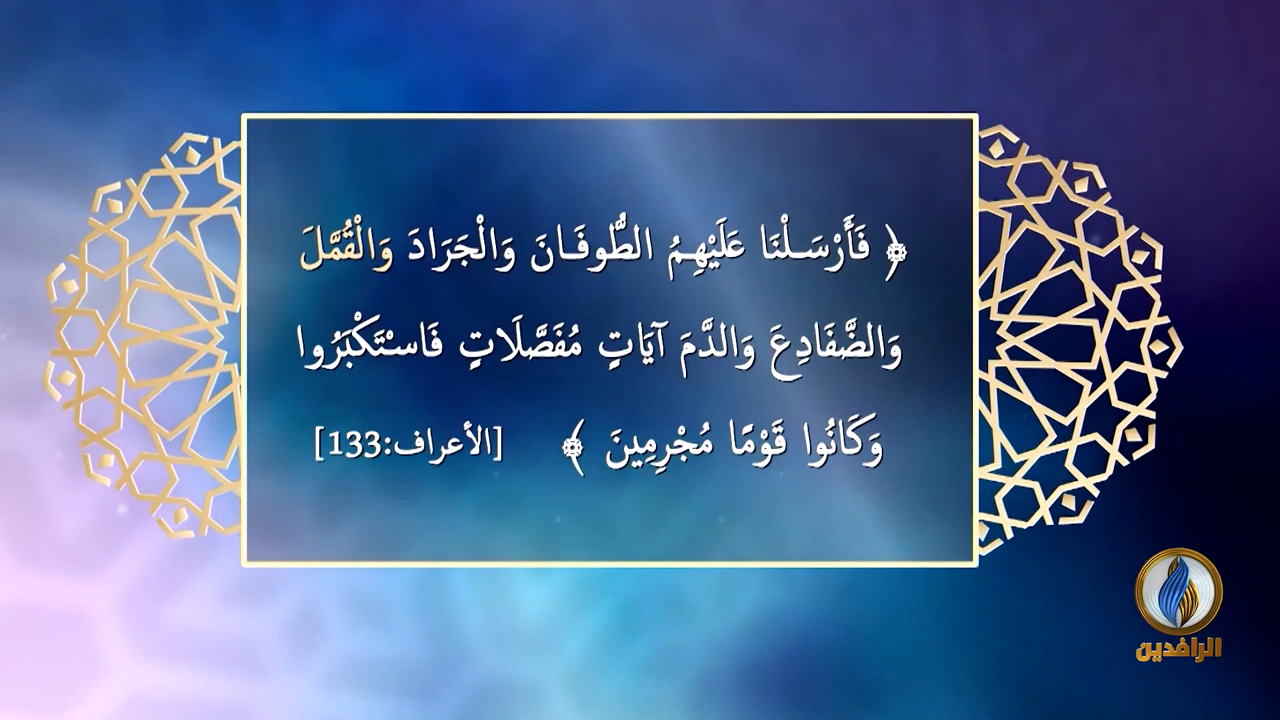 ﴿ فَأَرْسَلْنَا عَلَيْهِمُ الطُّوفَانَ وَالْجَرَادَ وَالْقُمَّلَ
وَالضَّفَادِعَ وَالدَّمَ آيَاتٍ مُفَصَّلَاتٍ فَاسْتَكْبَرُوا
وَكَانُوا قَوْمًا مُجْرِمِينَ ﴾ [الأعراف:133]
الرافدين